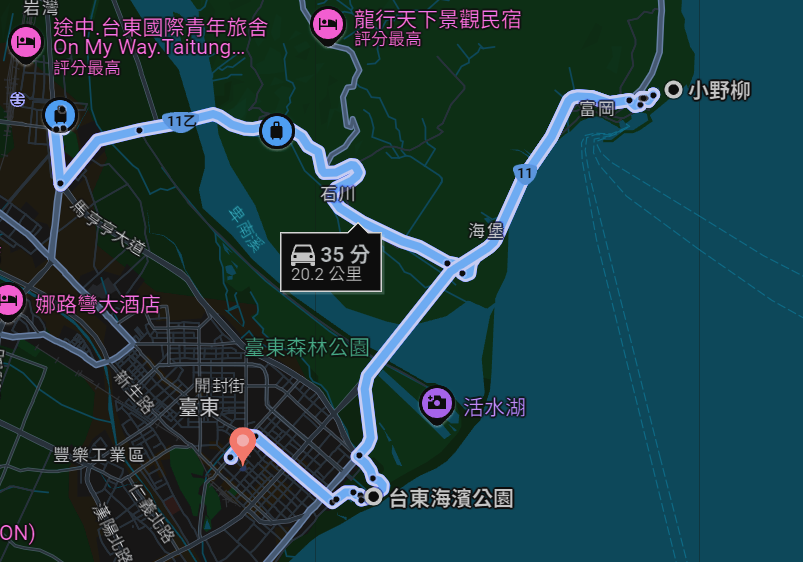 岩灣
途中.台東國際青年旅舍
On My Way.Taitung...
評分最高
龍行天下景觀民宿
評分最高
小野柳
富岡
11乙
11
石川
馬亨亨大道
卑南溪
海堡
35 分
20.2 公里
娜路彎大酒店
臺東森林公園
新生路
開封街
臺東
活水湖
豐樂工業區
仁義北路
漢陽北路
台東海濱公園
ON)